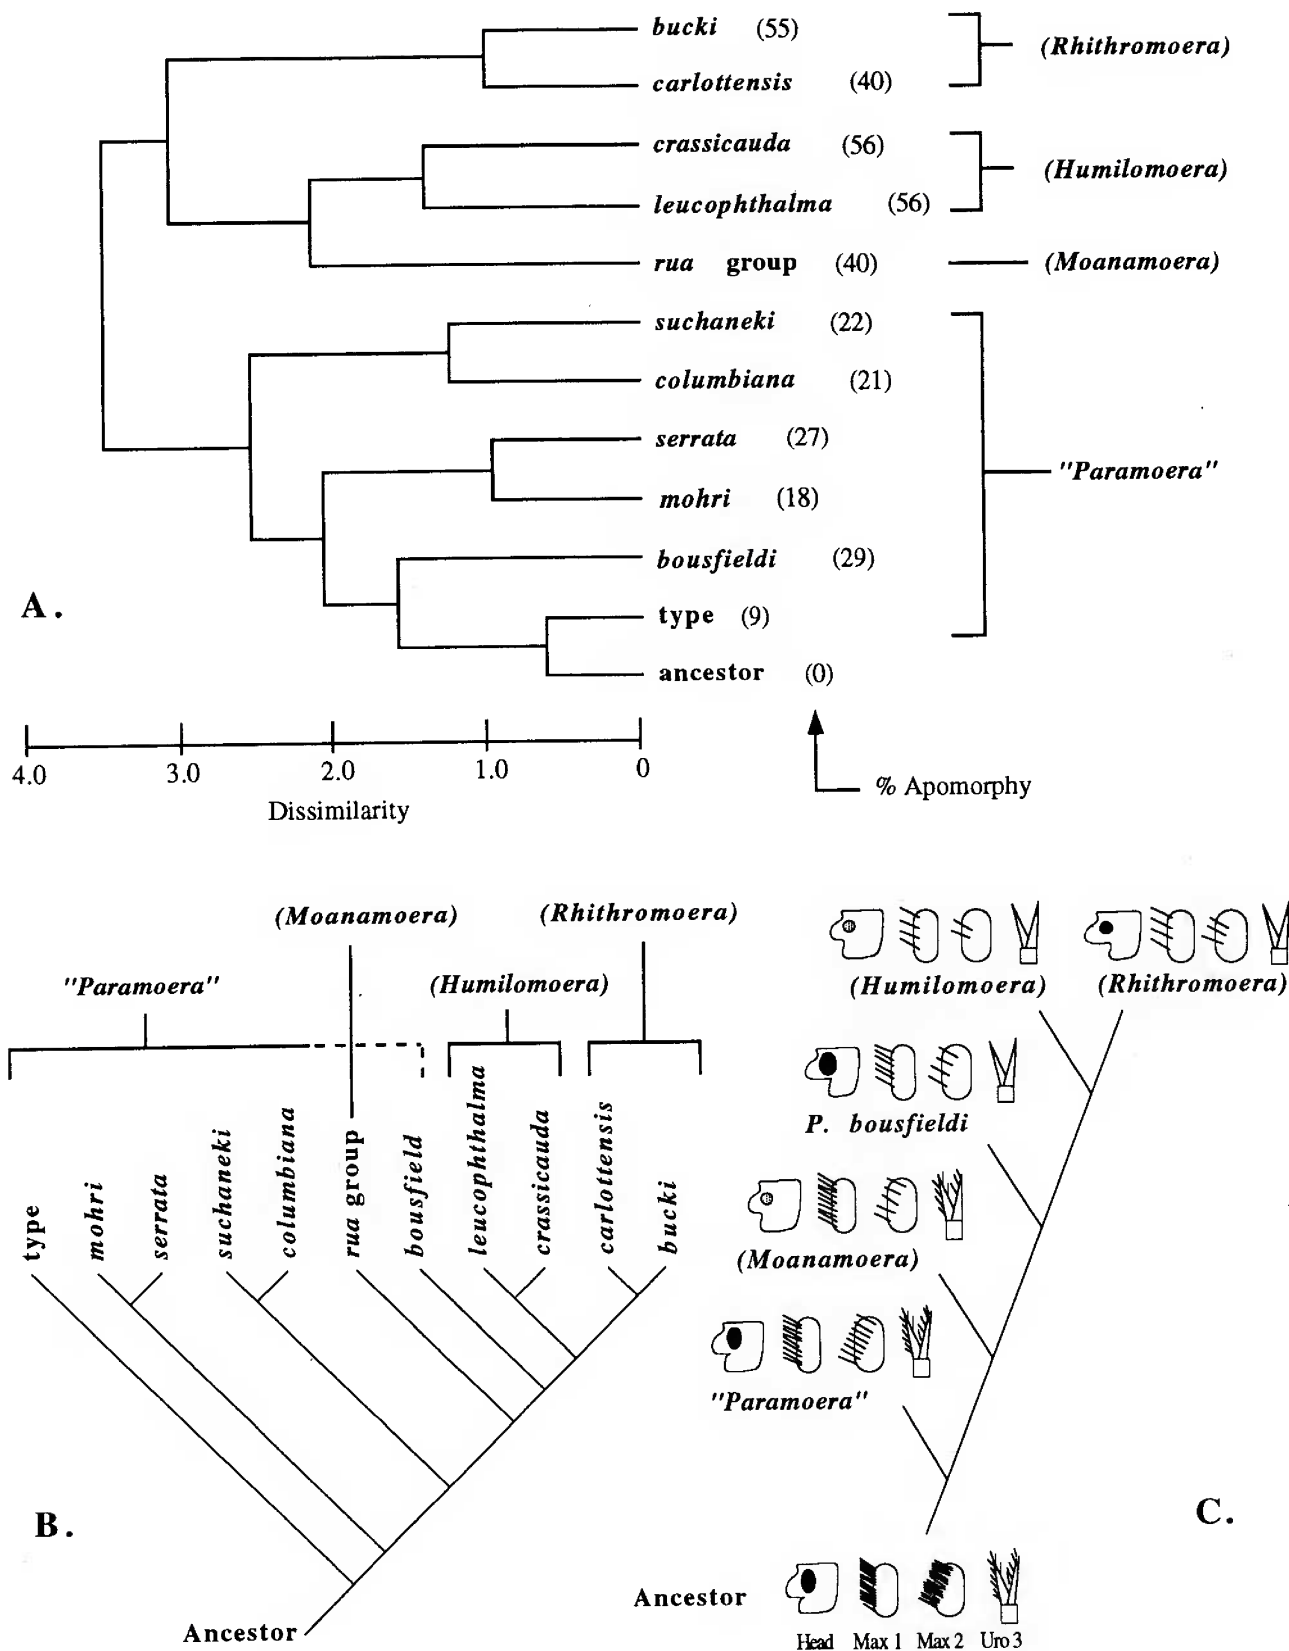 bucki (55)
(Rhithromoera)
carlottensis (40)
crassicauda (56)
(Humilomoera)
leucophthalma (56)
rua group (40)
(Moanamoera)
suchaneki (22)
columbiana (21)
serrata (27)
"Paramoera"
mohri (18)
bousfieldi (29)
A.
type (9)
ancestor (0)
4.0 3.0 2.0 1.0 0
Dissimilarity
% Apomorphy
(Moanamoera)
(Rhithromoera)
"Paramoera"
(Humilomoera)
type
mohri
serrata
suchaneki
columbiana
rua group
bousfield
leucophthalma
crassicauda
carlottensis
bucki
B.
Ancestor
(Humilomoera)
(Rhithromoera)
P. bousfieldi
(Moanamoera)
"Paramoera"
C.
Ancestor
Head Max 1 Max 2 Uro 3